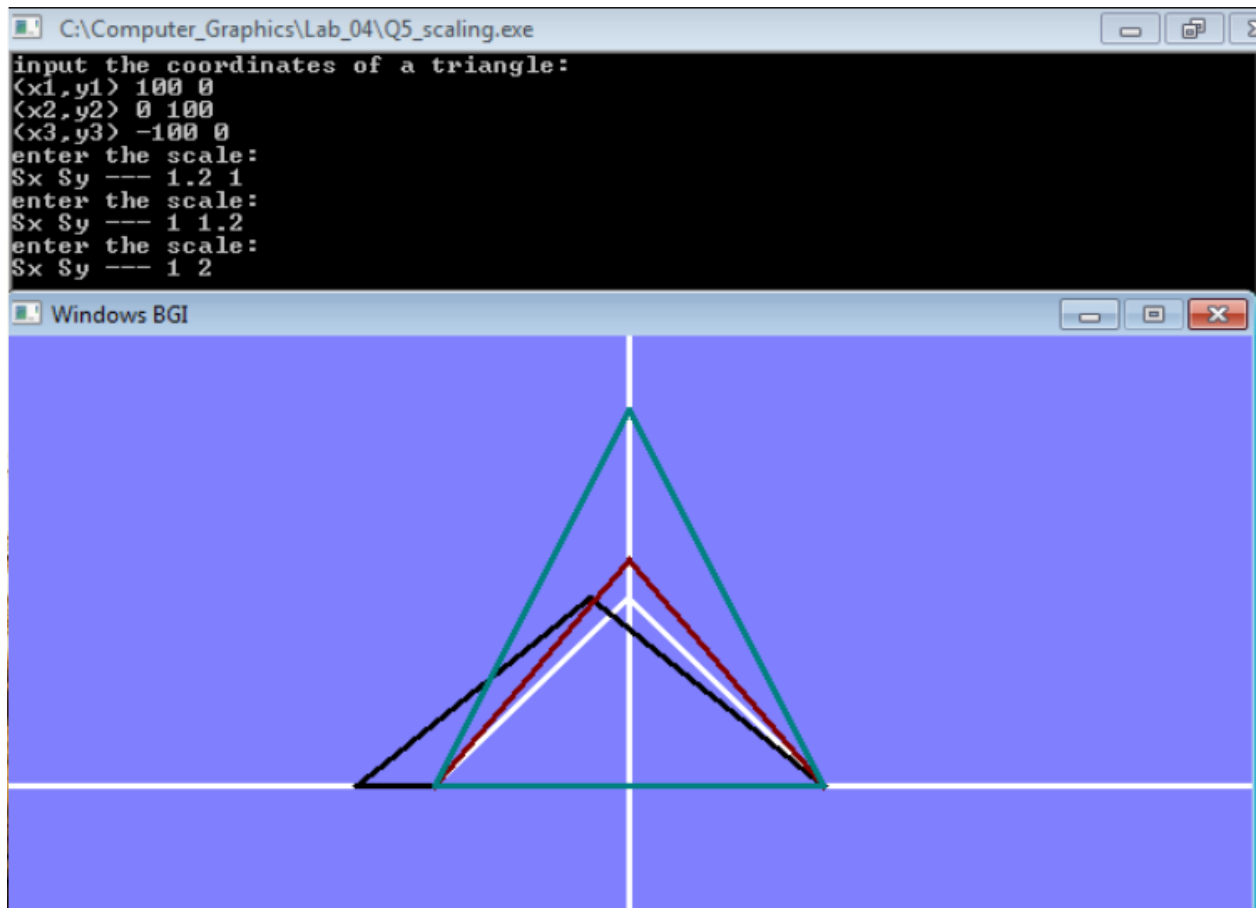 C:\Computer_Graphics\Lab_04\Q5_scaling.exe
input the coordinates of a triangle:
(x1,y1) 100 0
(x2,y2) 0 100
(x3,y3) -100 0
enter the scale:
Sx Sy --- 1.2 1
enter the scale:
Sx Sy --- 1 1.2
enter the scale:
Sx Sy --- 1 2
Windows BGI